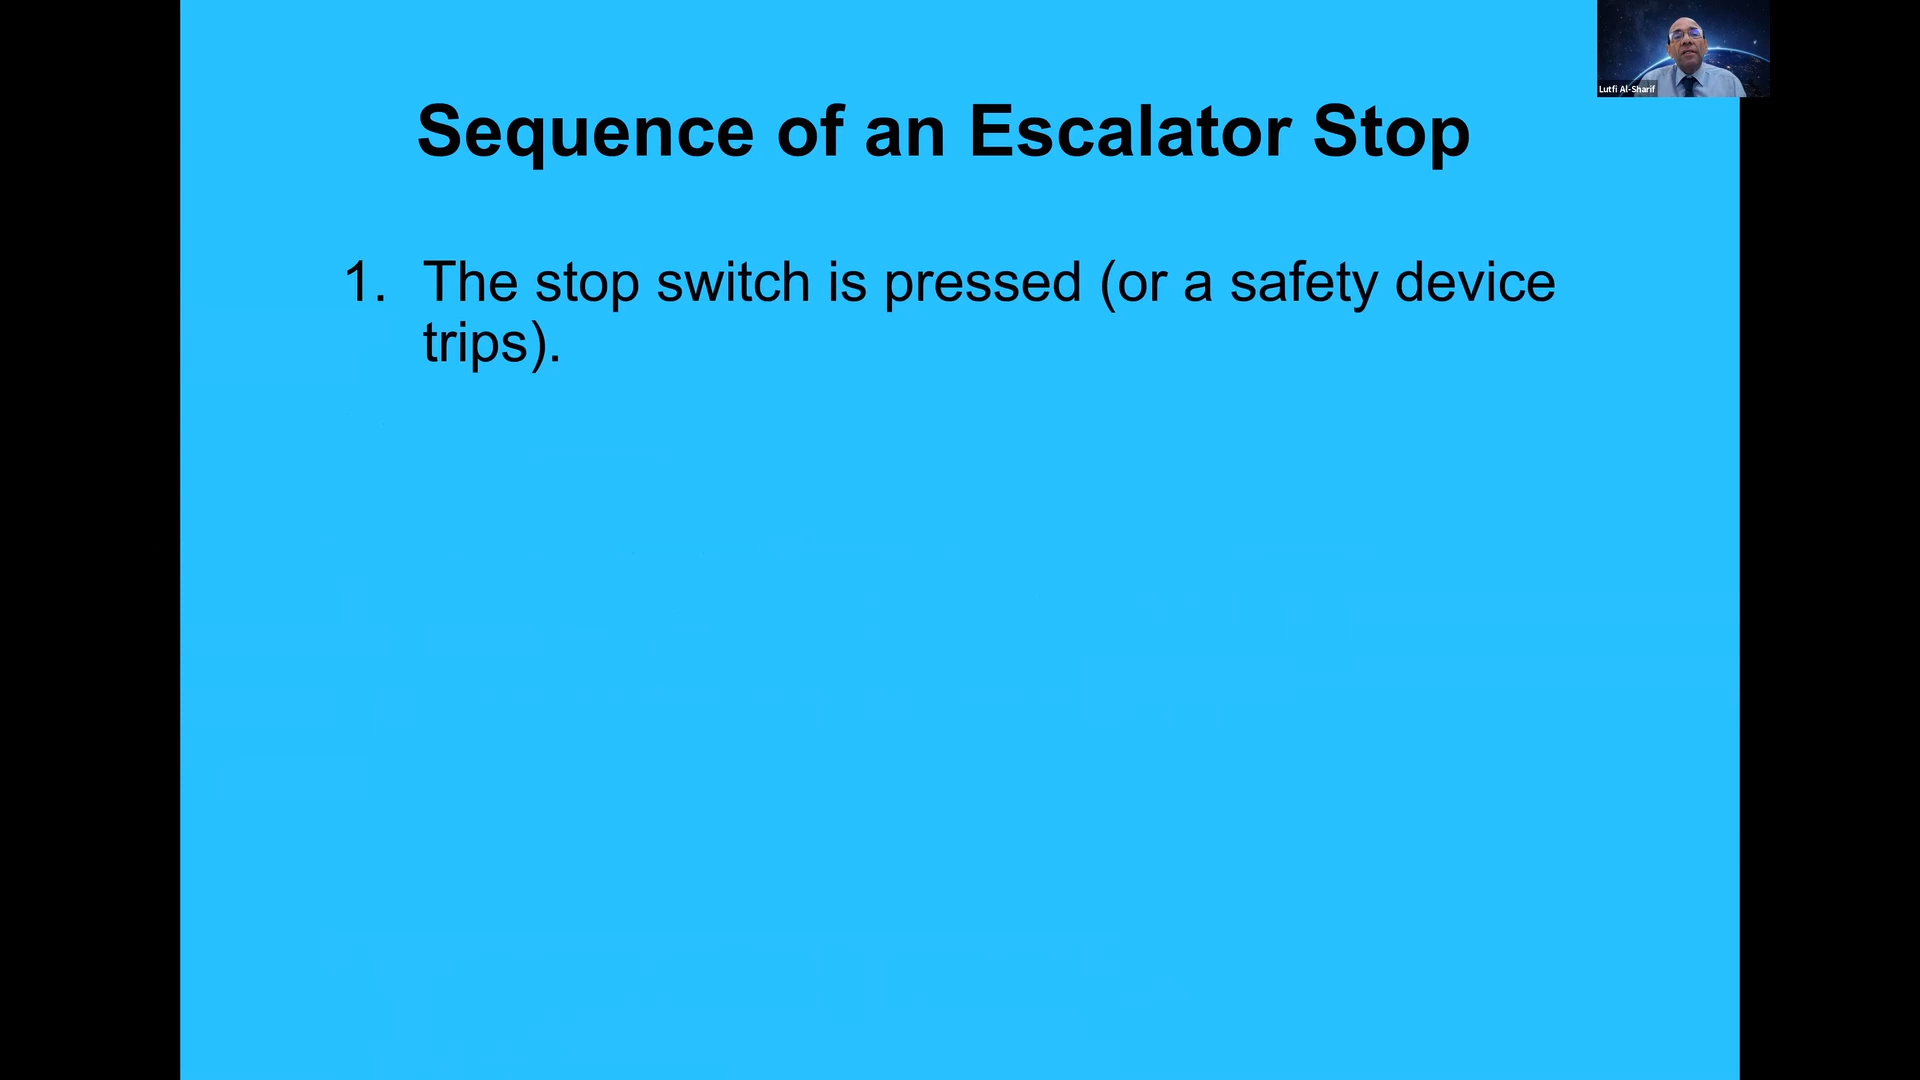 Lutfi Al-Sharif
Sequence of an Escalator Stop
1. The stop switch is pressed (or a safety device
trips).